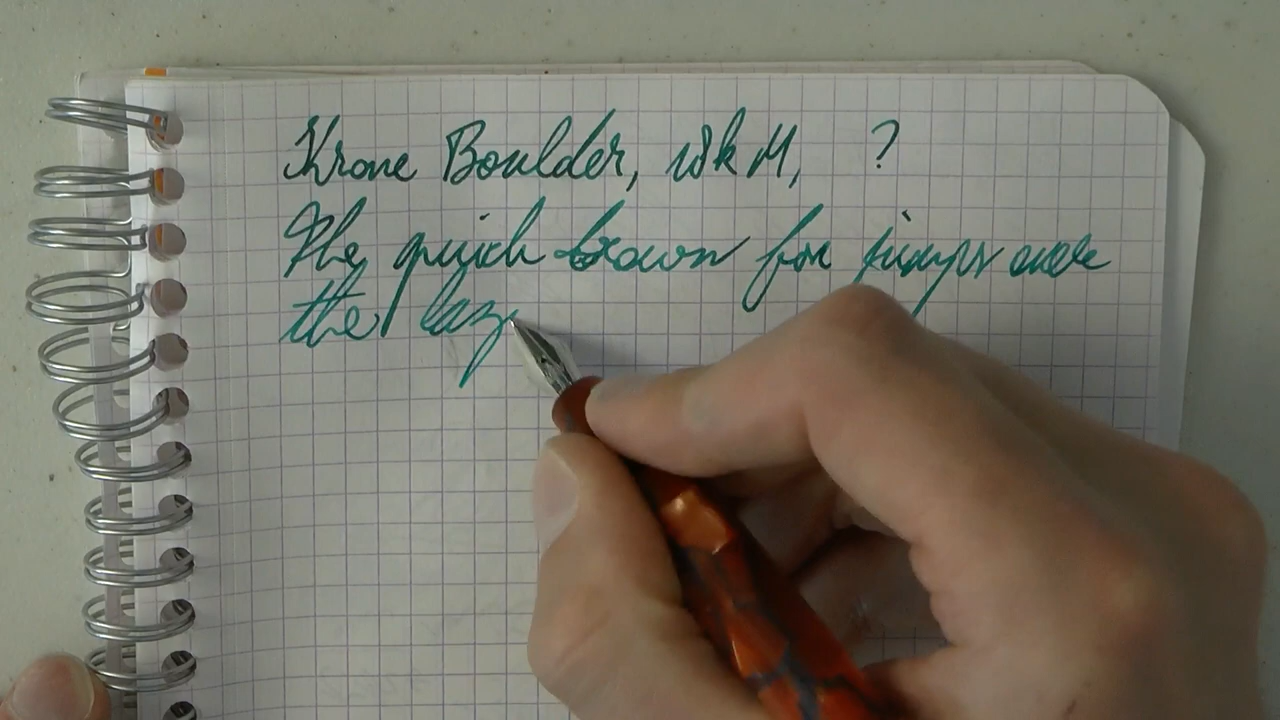 Krone Boulder, 18k M, ?
The quick brown fox jumps over
the laz